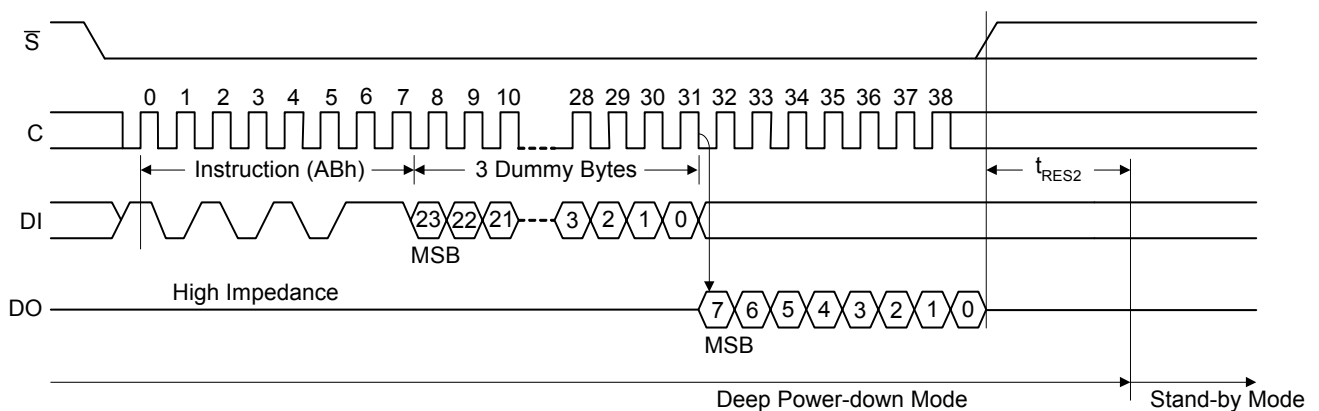 S
0 1 2 3 4 5 6 7 8 9 10 28 29 30 31 32 33 34 35 36 37 38
C
Instruction (ABh) 3 Dummy Bytes tRES2
DI 23 22 21 3 2 1 0
MSB
High Impedance
DO 7 6 5 4 3 2 1 0
MSB
Deep Power-down Mode Stand-by Mode